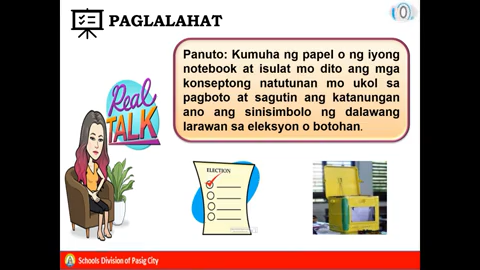 PAGLALAHAT
Panuto: Kumuha ng papel o ng iyong
notebook at isulat mo dito ang mga
konseptong natutunan mo ukol sa
pagboto at sagutin ang katanungan
ano ang sinisimbolo ng dalawang
larawan sa eleksyon o botohan.
Real
TALK
ELECTION
Schools Division of Pasig City